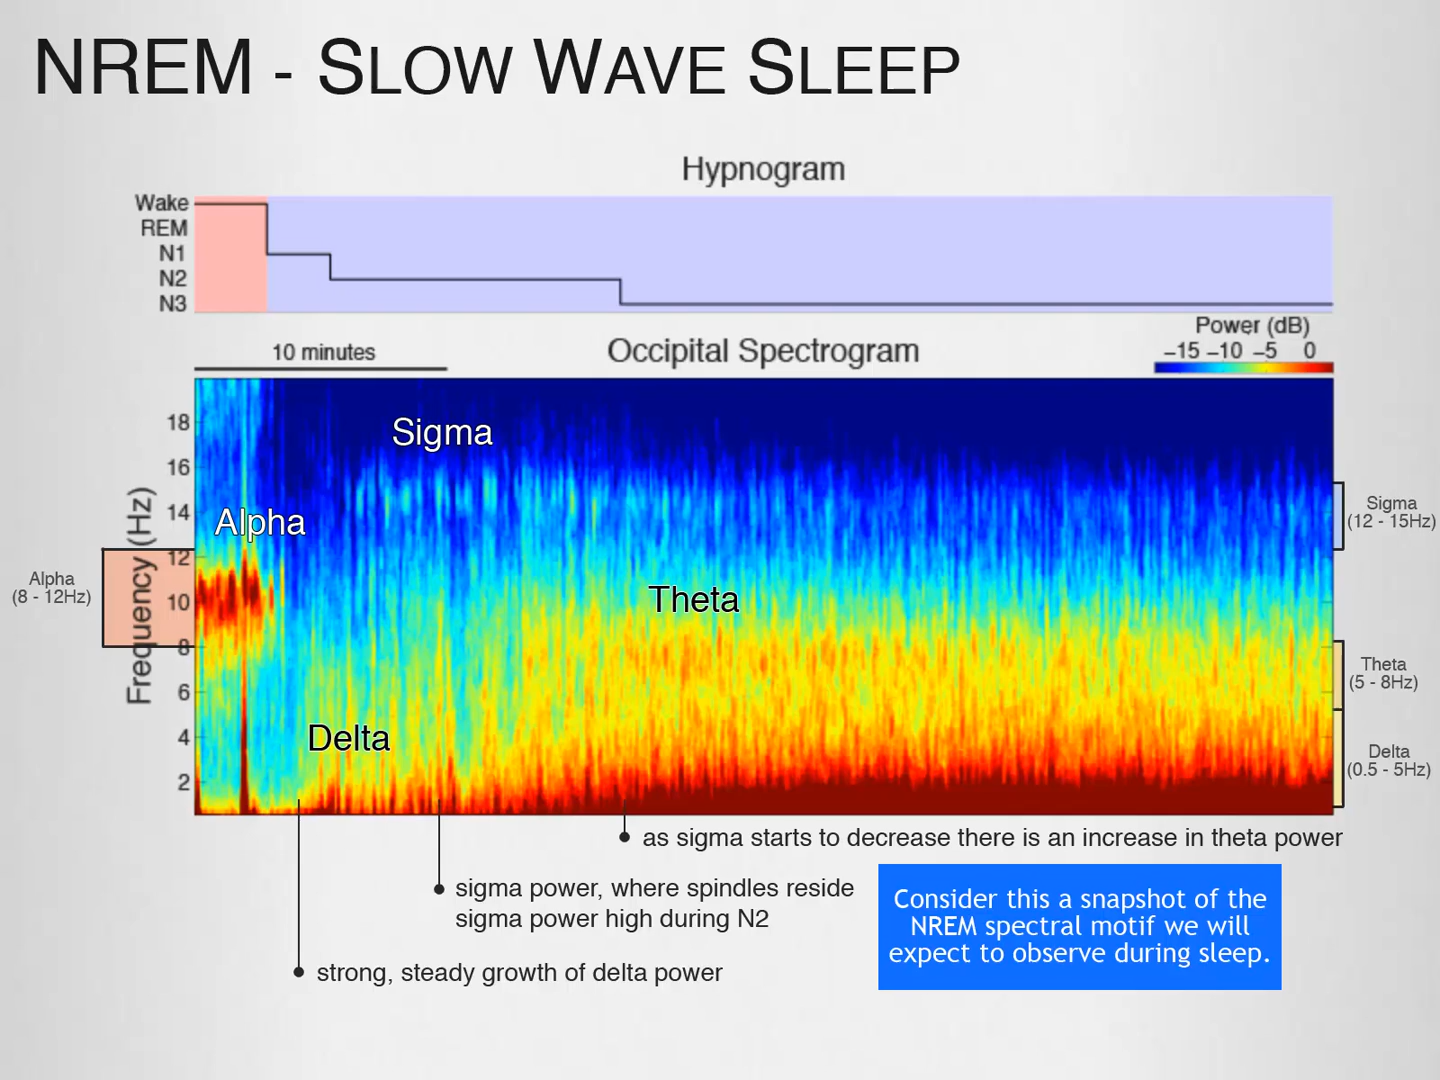 NREM - SLOW WAVE SLEEP
Hypnogram
Wake
REM
N1
N2
N3
Power (dB)
−15 −10 −5 0
10 minutes
Occipital Spectrogram
Frequency (Hz)
18
16
14
12
10
8
6
4
2
Sigma
Alpha
Theta
Delta
Alpha
(8 - 12Hz)
Sigma
(12 - 15Hz)
Theta
(5 - 8Hz)
Delta
(0.5 - 5Hz)
as sigma starts to decrease there is an increase in theta power
sigma power, where spindles reside
sigma power high during N2
strong, steady growth of delta power
Consider this a snapshot of the
NREM spectral motif we will
expect to observe during sleep.